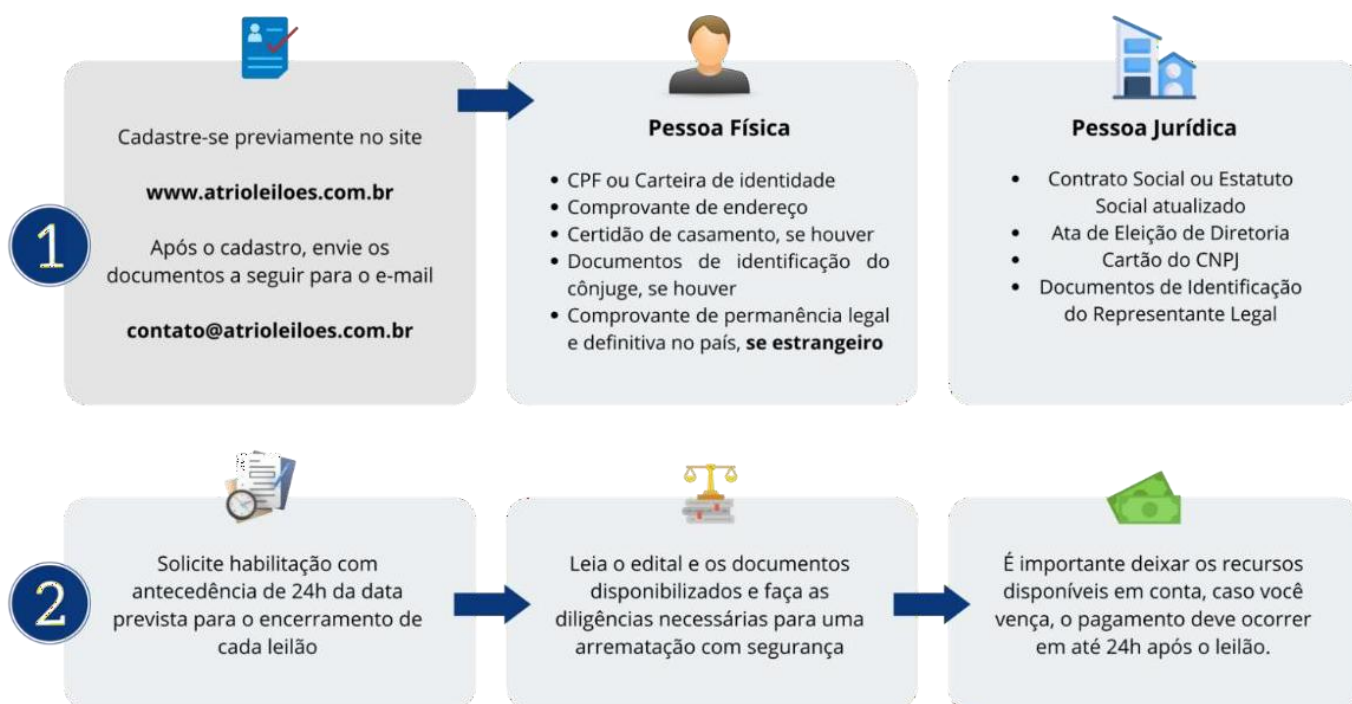 1
Cadastre-se previamente no site
www.atrioleiloes.com.br
Após o cadastro, envie os
documentos a seguir para o e-mail
contato@atrioleiloes.com.br
Pessoa Física
• CPF ou Carteira de identidade
• Comprovante de endereço
• Certidão de casamento, se houver
• Documentos de identificação do
cônjuge, se houver
• Comprovante de permanência legal
e definitiva no país, se estrangeiro
Pessoa Jurídica
• Contrato Social ou Estatuto
Social atualizado
• Ata de Eleição de Diretoria
• Cartão do CNPJ
• Documentos de Identificação
do Representante Legal
2
Solicite habilitação com
antecedência de 24h da data
prevista para o encerramento de
cada leilão
Leia o edital e os documentos
disponibilizados e faça as
diligências necessárias para uma
arrematação com segurança
É importante deixar os recursos
disponíveis em conta, caso você
vença, o pagamento deve ocorrer
em até 24h após o leilão.